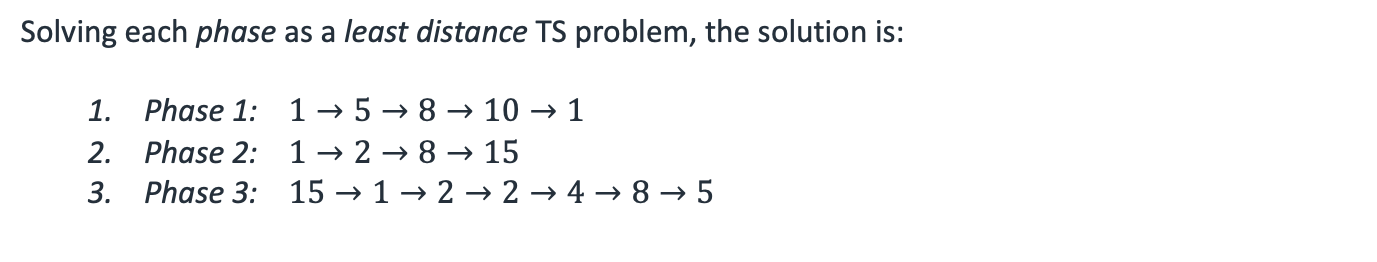 Solving each phase as a least distance TS problem, the solution is:
1. Phase 1: 1 → 5 → 8 → 10 → 1
2. Phase 2: 1 → 2 → 8 → 15
3. Phase 3: 15 → 1 → 2 → 2 → 4 → 8 → 5